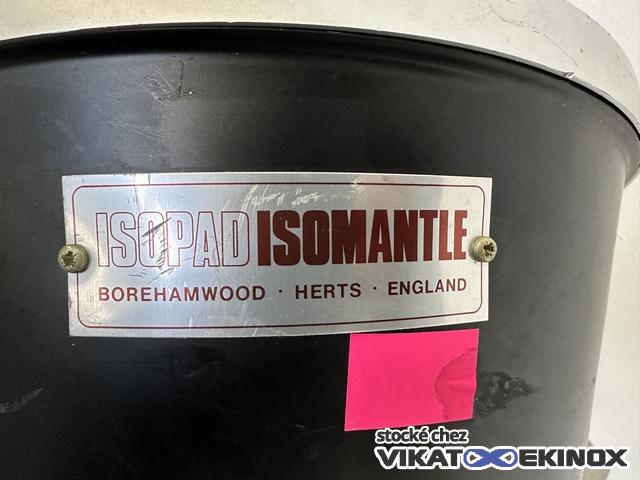 ISOPAD ISOMANTLE
BOREHAMWOOD · HERTS · ENGLAND
stocké chez
VIKAT EKINOX